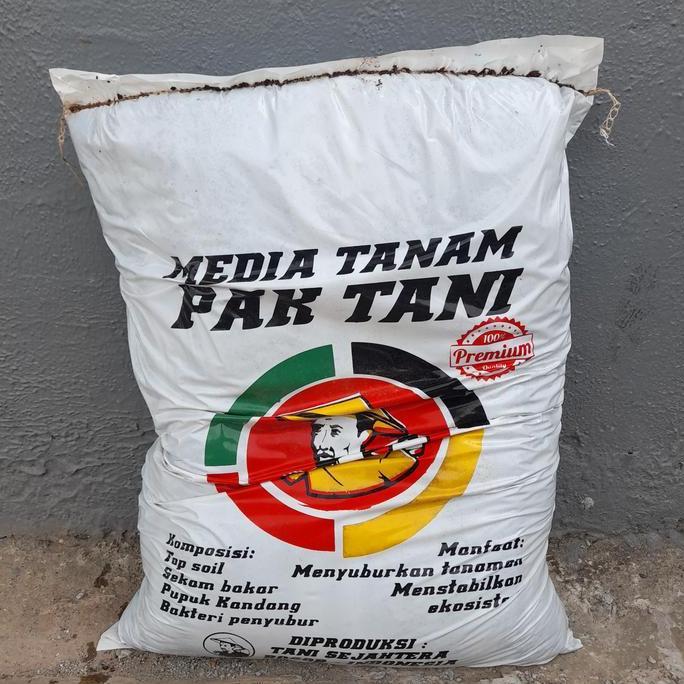 MEDIA TANAM
PAK TANI
100%
Premium
Quality
Komposisi:
Top soil
Sekam bakar
Pupuk Kandang
Bakteri penyubur
Manfaat:
Menyuburkan tanaman
Menstabilkan
DIPRODUKSI :
TANI SEJAHTERA
INDONESIA